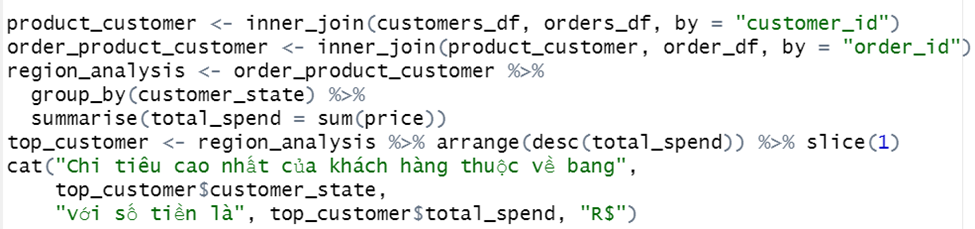 product_customer <- inner_join(customers_df, orders_df, by = "customer_id")
order_product_customer <- inner_join(product_customer, order_df, by = "order_id")
region_analysis <- order_product_customer %>%
  group_by(customer_state) %>%
  summarise(total_spend = sum(price))
top_customer <- region_analysis %>% arrange(desc(total_spend)) %>% slice(1)
cat("Chi tiêu cao nhất của khách hàng thuộc về bang",
    top_customer$customer_state,
    "với số tiền là", top_customer$total_spend, "R$")